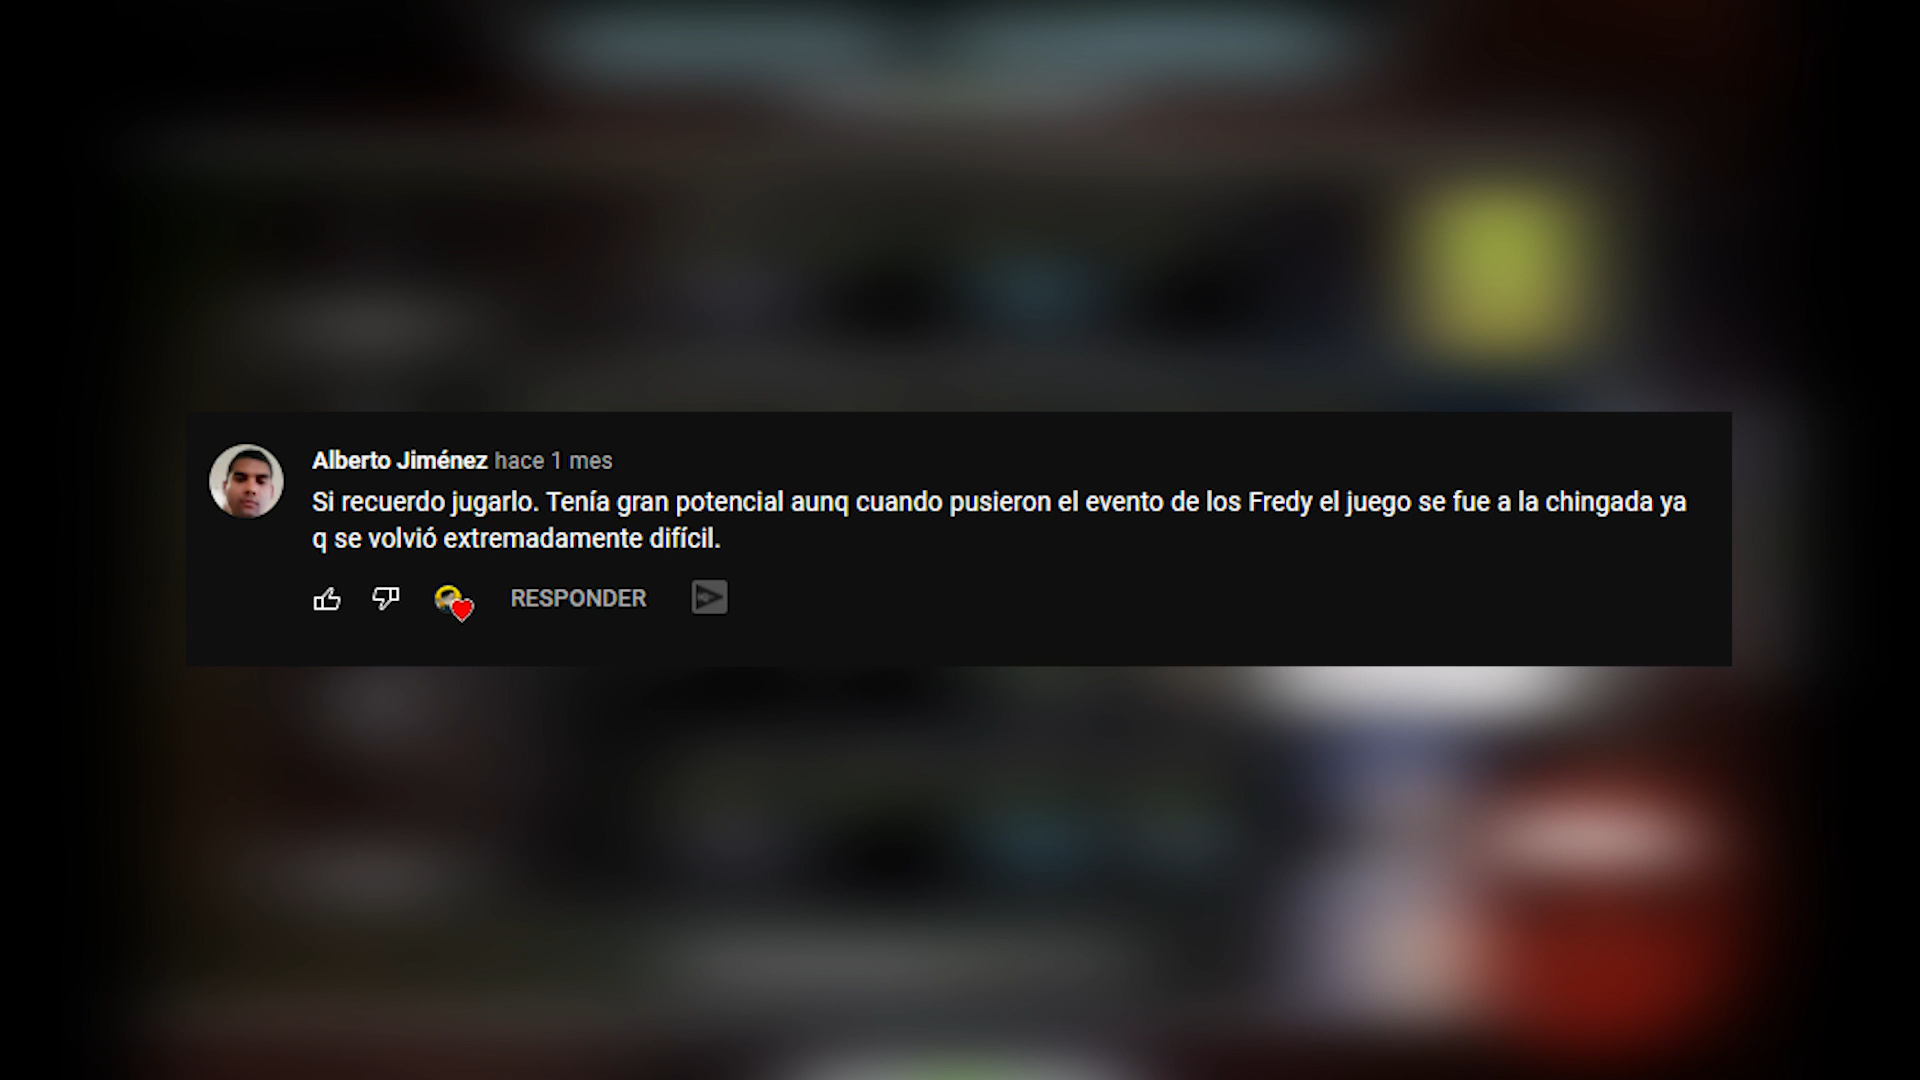 Alberto Jiménez hace 1 mes
Si recuerdo jugarlo. Tenía gran potencial aunq cuando pusieron el evento de los Fredy el juego se fue a la chingada ya
q se volvió extremadamente difícil.
RESPONDER